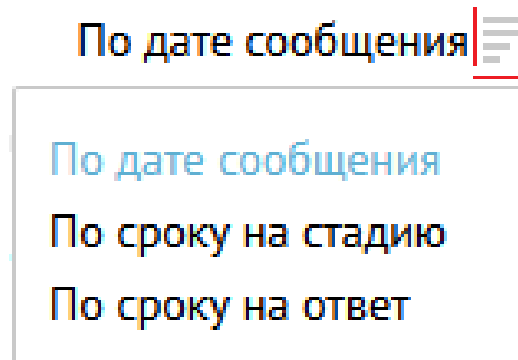 По дате сообщения
По дате сообщения
По сроку на стадию
По сроку на ответ